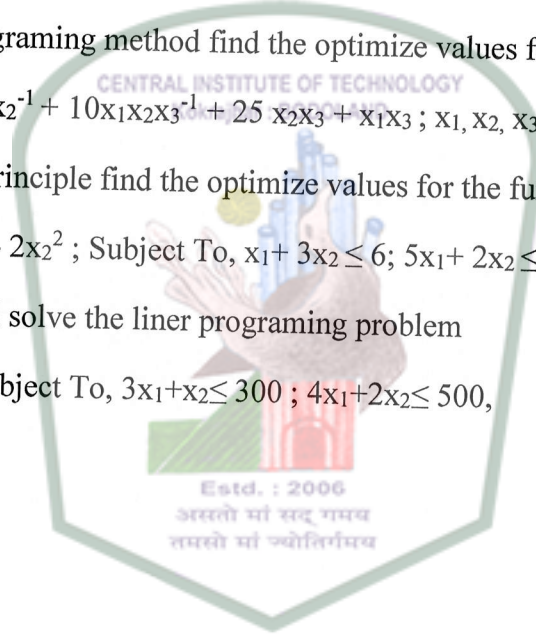 graming method find the optimize values f
CENTRAL INSTITUTE OF TECHNOLOGY
x₂⁻¹ + 10x₁x₂x₃⁻¹ + 25 x₂x₃ + x₁x₃ ; x₁, x₂, x₃
rinciple find the optimize values for the fu
2x₂² ; Subject To, x₁+ 3x₂ ≤ 6; 5x₁+ 2x₂ ≤
solve the liner programing problem
bject To, 3x₁+x₂≤ 300 ; 4x₁+2x₂≤ 500,
Estd. : 2006
असतो मां सद् गमय
तमसो मां ज्योतिर्गमय